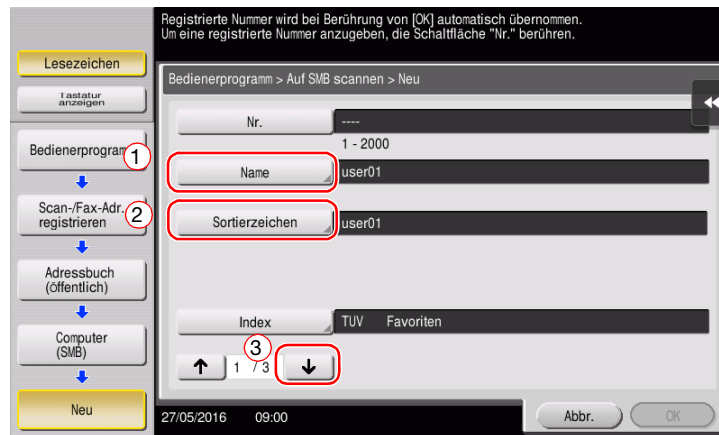 Registrierte Nummer wird bei Berührung von [OK] automatisch übernommen.
Um eine registrierte Nummer anzugeben, die Schaltfläche "Nr." berühren.
Lesezeichen
Tastatur
anzeigen
Bedienerprogram
1
Scan-/Fax-Adr.
registrieren
2
Adressbuch
(Öffentlich)
Computer
(SMB)
Neu
Bedienerprogramm > Auf SMB scannen > Neu
Nr.
----
1 - 2000
Name
user01
Sortierzeichen
user01
Index
TUV Favoriten
3
1 / 3
27/05/2016 09:00
Abbr.
OK